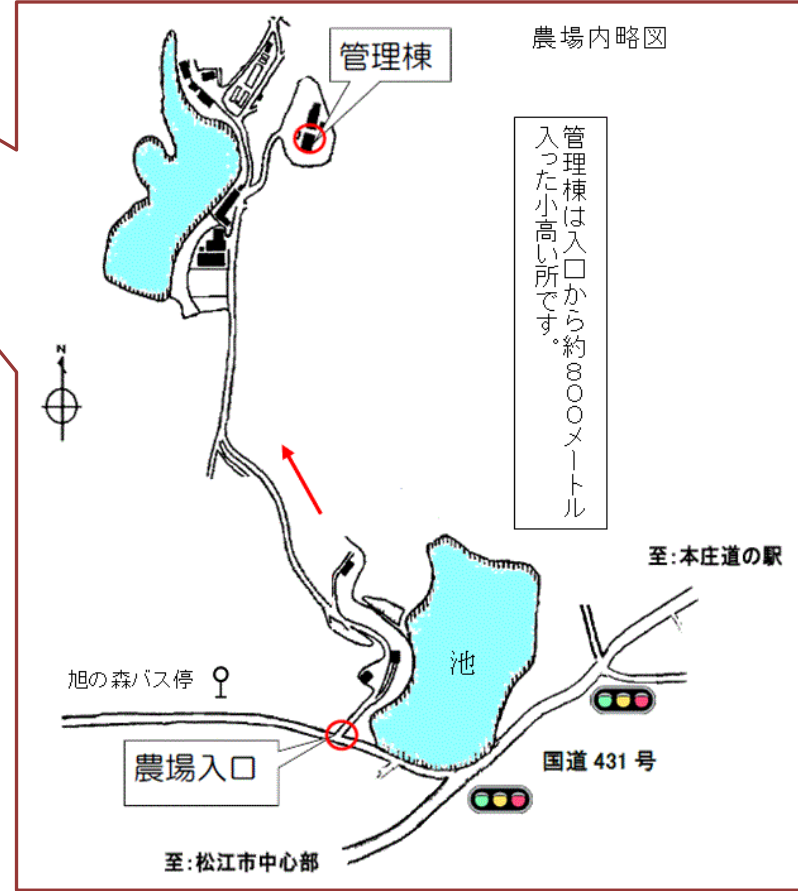 農場内略図
管理棟
管理棟は入口から約800メートル
入った小高い所です。
N
至:本庄道の駅
池
旭の森バス停
国道 431 号
農場入口
至:松江市中心部